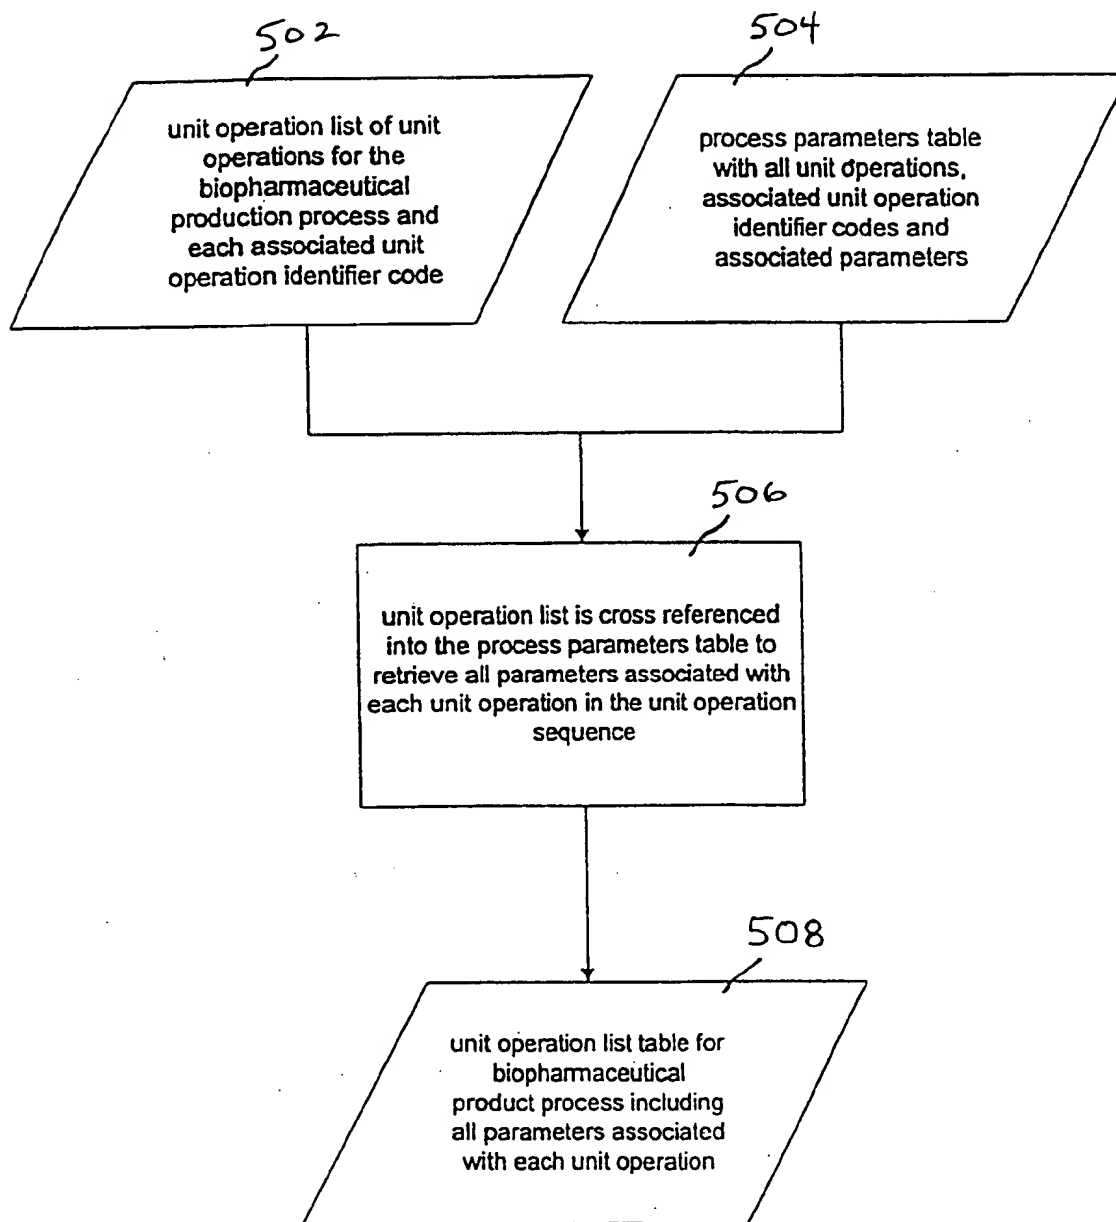 502
unit operation list of unit
operations for the
biopharmaceutical
production process and
each associated unit
operation identifier code
504
process parameters table
with all unit operations,
associated unit operation
identifier codes and
associated parameters
506
unit operation list is cross referenced
into the process parameters table to
retrieve all parameters associated with
each unit operation in the unit operation
sequence
508
unit operation list table for
biopharmaceutical
product process including
all parameters associated
with each unit operation